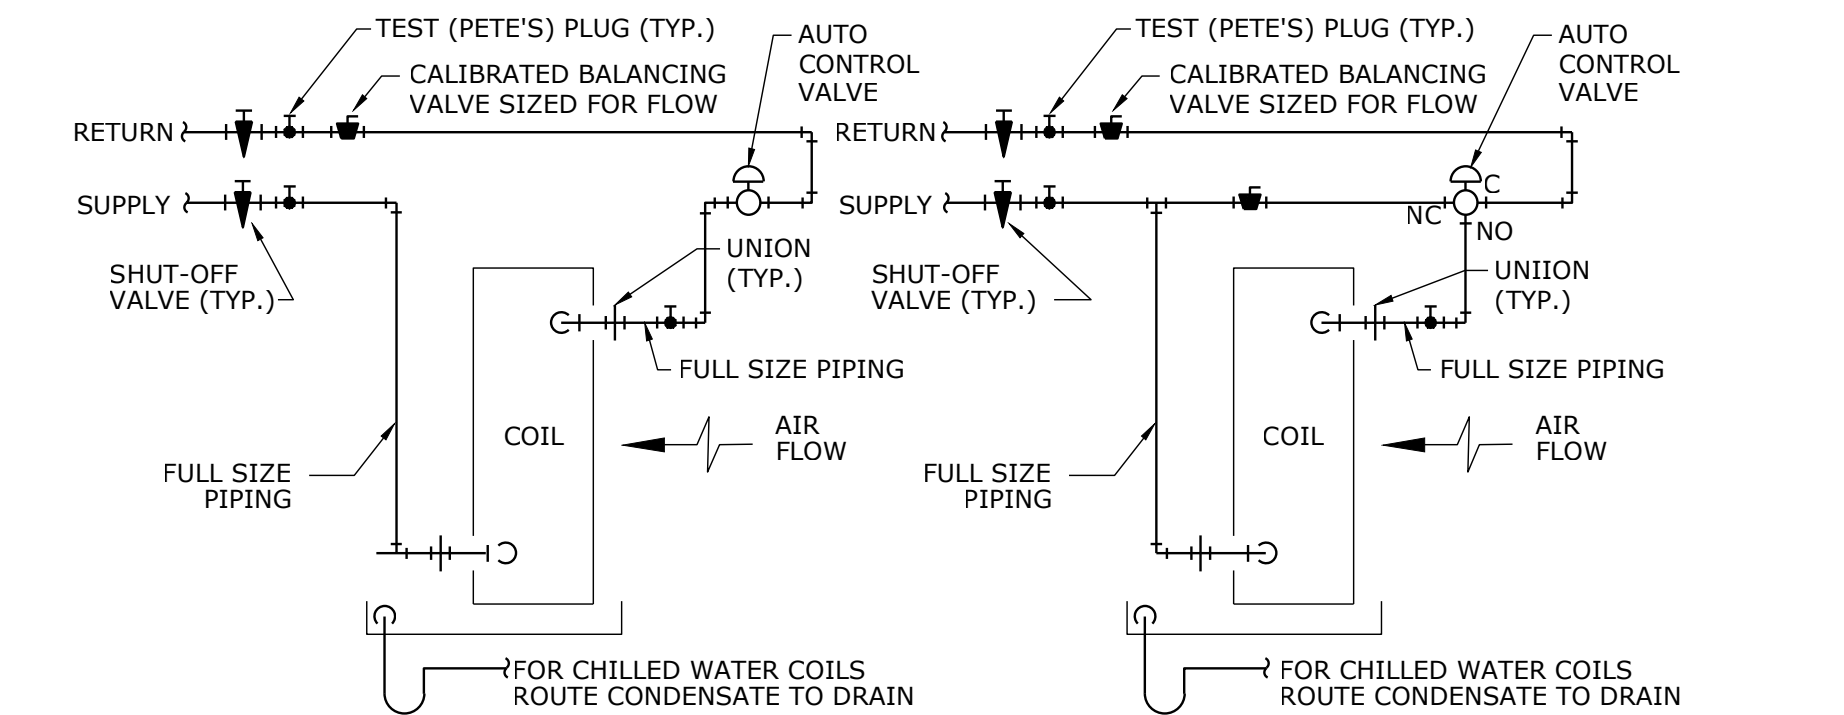 TEST (PETE'S) PLUG (TYP.)
CALIBRATED BALANCING
VALVE SIZED FOR FLOW
AUTO
CONTROL
VALVE
RETURN
SUPPLY
SHUT-OFF
VALVE (TYP.)
UNION
(TYP.)
FULL SIZE PIPING
COIL
AIR
FLOW
FULL SIZE
PIPING
FOR CHILLED WATER COILS
ROUTE CONDENSATE TO DRAIN
TEST (PETE'S) PLUG (TYP.)
CALIBRATED BALANCING
VALVE SIZED FOR FLOW
AUTO
CONTROL
VALVE
RETURN
SUPPLY
C
NC
NO
SHUT-OFF
VALVE (TYP.)
UNIION
(TYP.)
FULL SIZE PIPING
COIL
AIR
FLOW
FULL SIZE
PIPING
FOR CHILLED WATER COILS
ROUTE CONDENSATE TO DRAIN